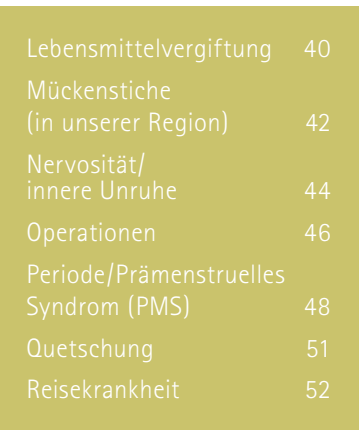 Lebensmittelvergiftung 40
Mückenstiche
(in unserer Region) 42
Nervosität/
innere Unruhe 44
Operationen 46
Periode/Prämenstruelles
Syndrom (PMS) 48
Quetschung 51
Reisekrankheit 52